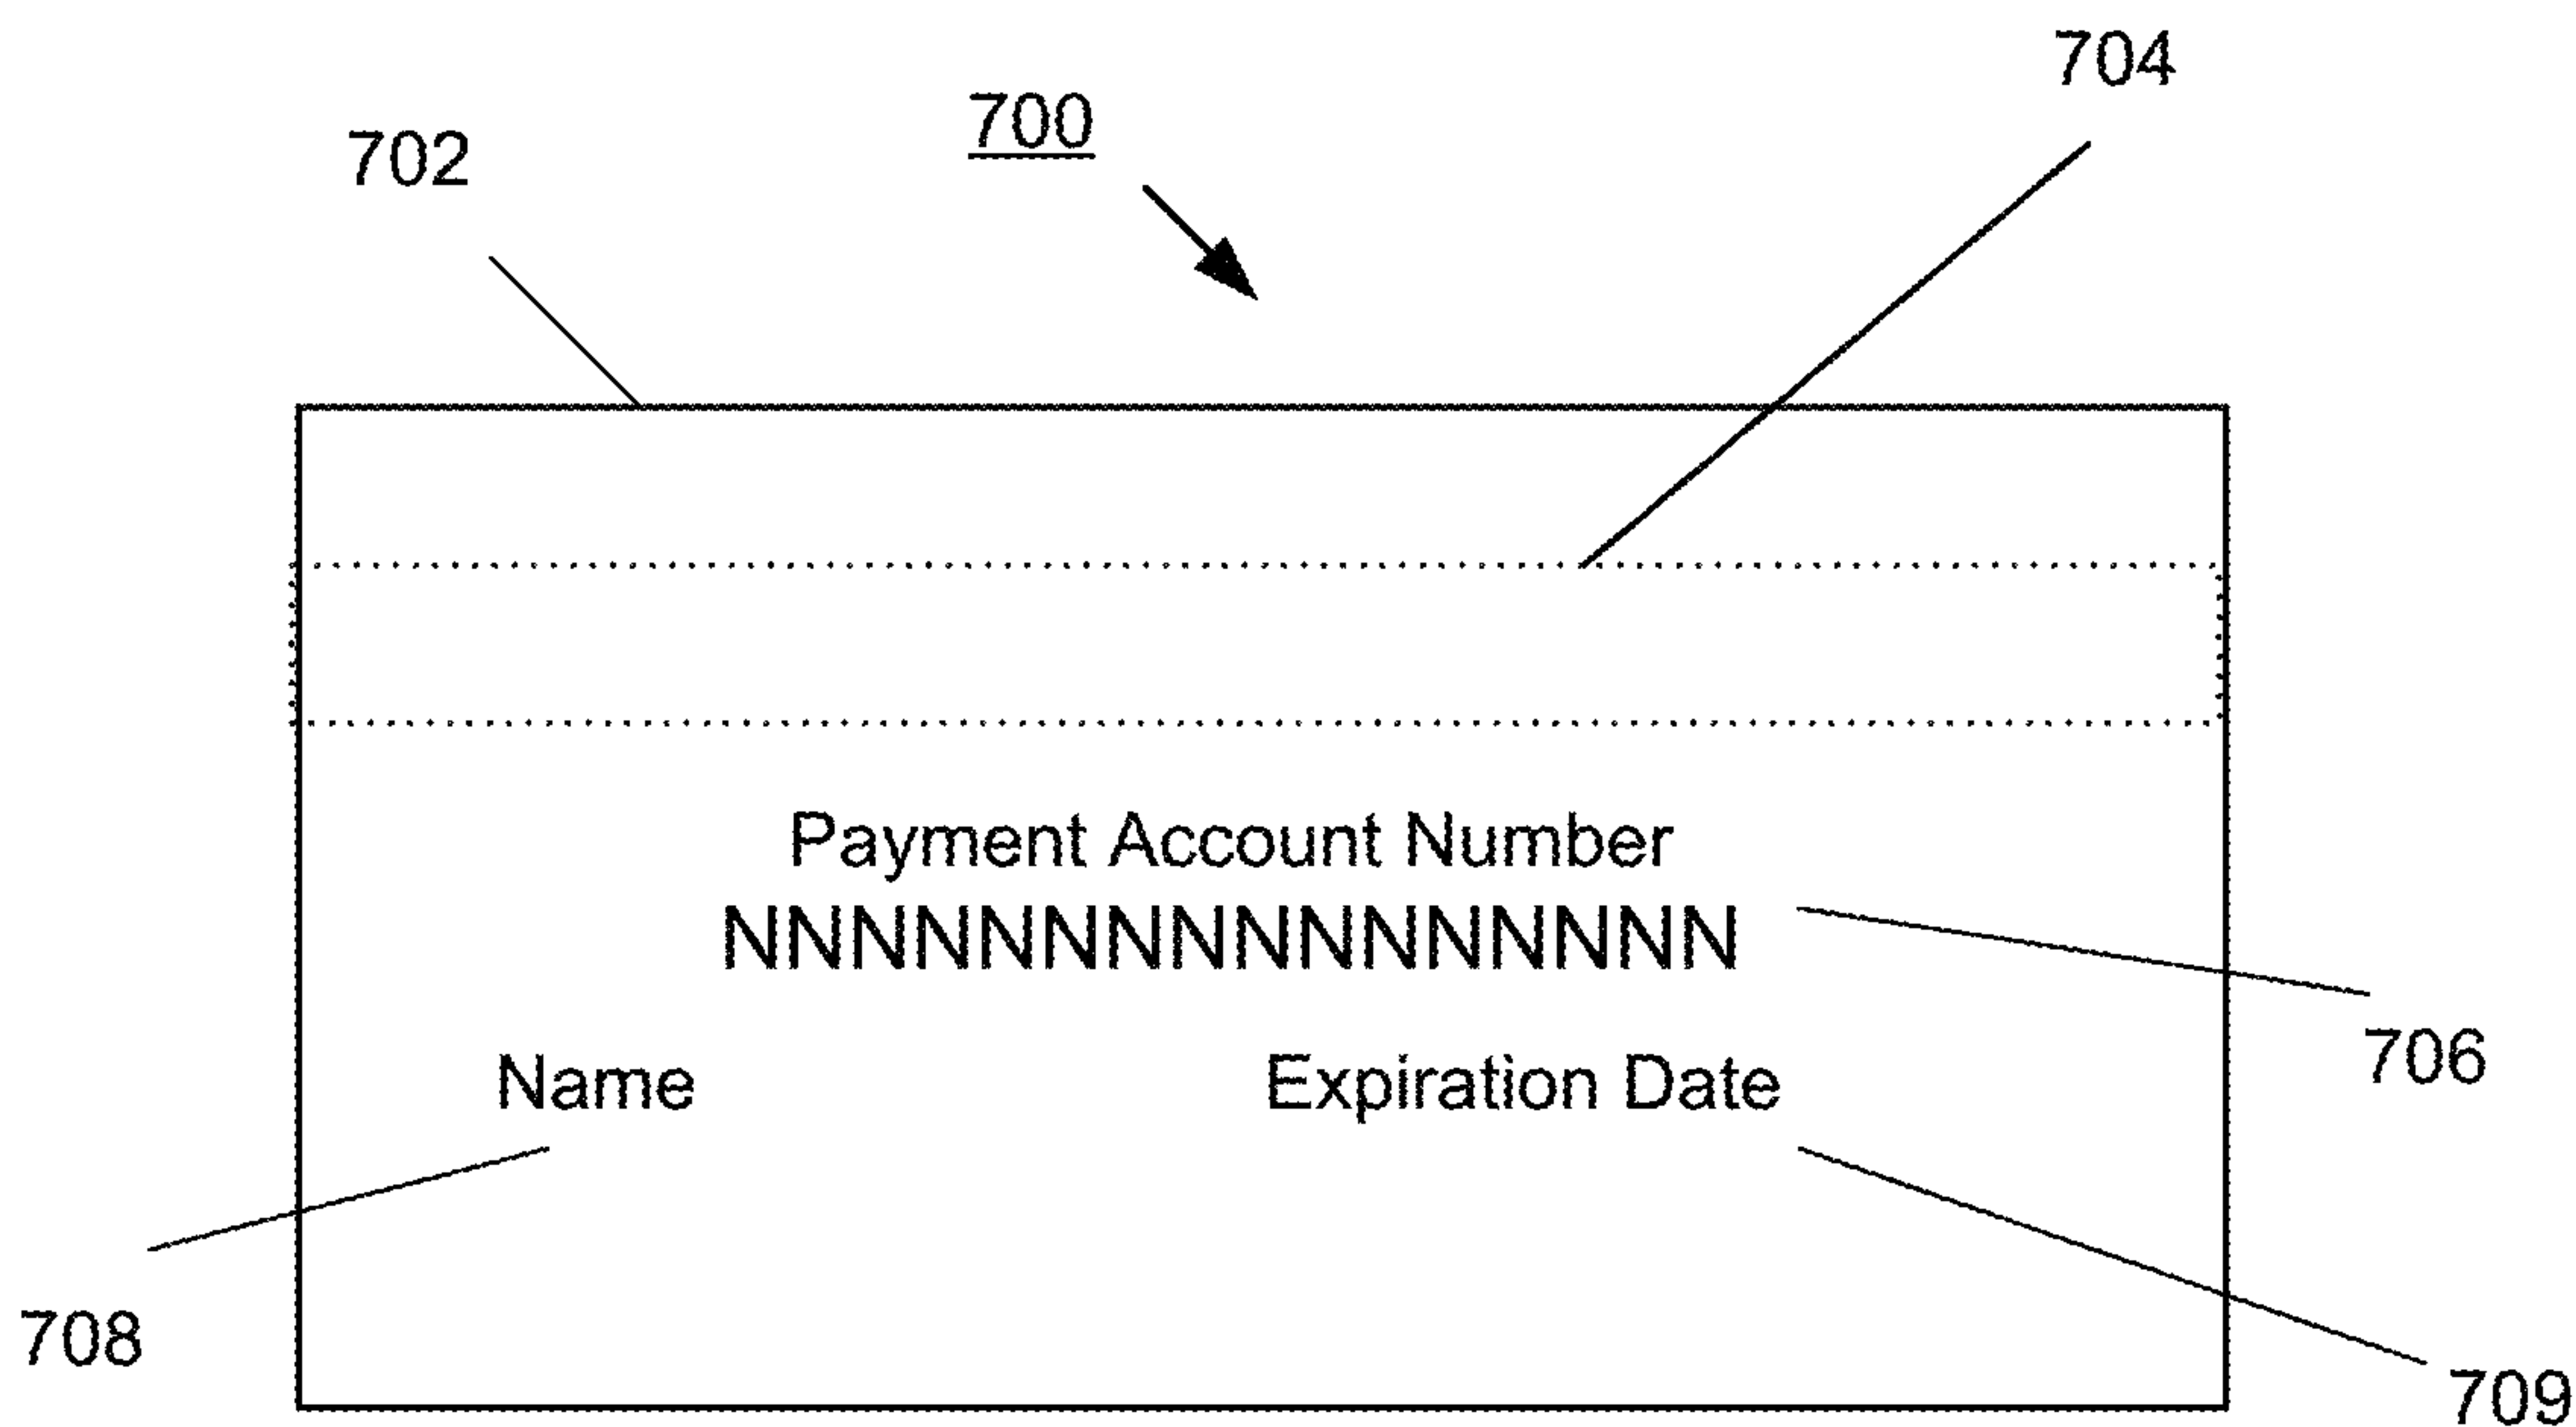 704
700
702
Payment Account Number
NNNNNNNNNNNNNNNN
706
Name Expiration Date
708
709